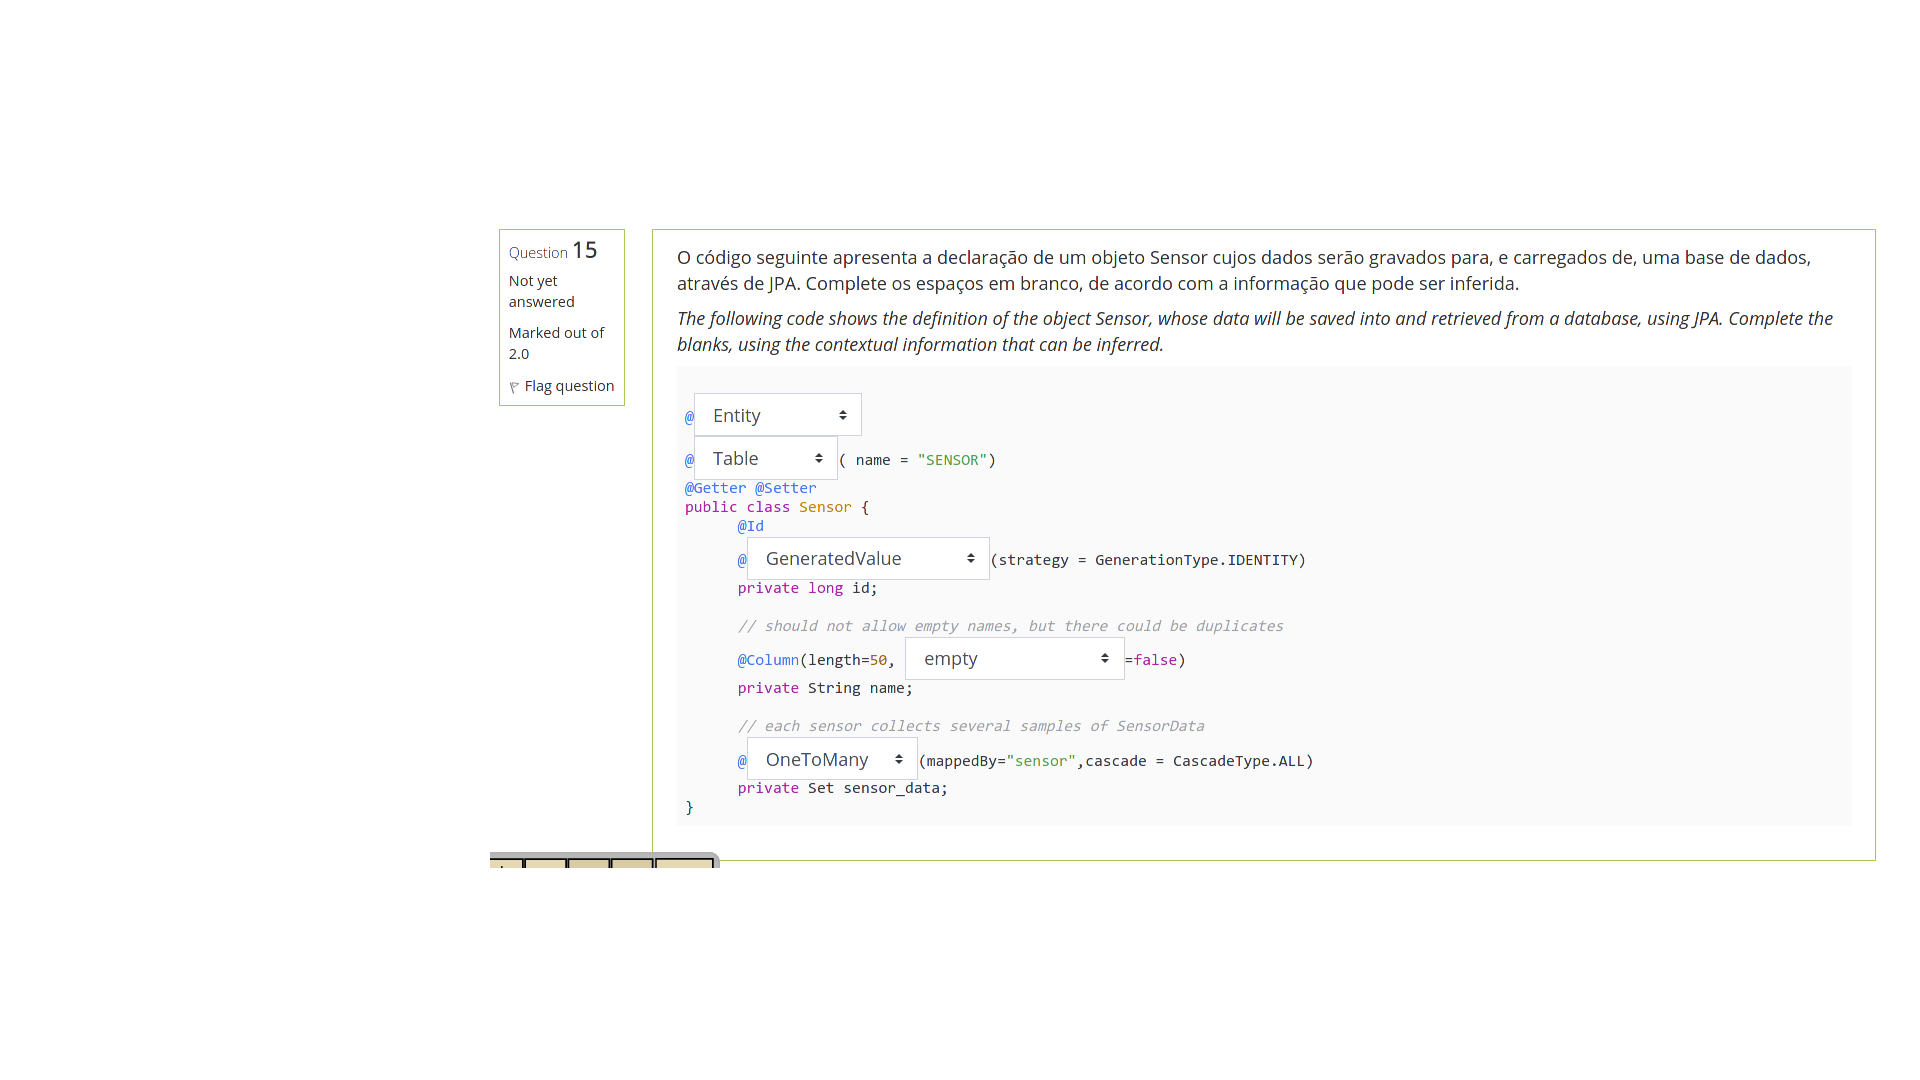 Question 15
Not yet
answered
Marked out of
2.0
Flag question
O código seguinte apresenta a declaração de um objeto Sensor cujos dados serão gravados para, e carregados de, uma base de dados,
através de JPA. Complete os espaços em branco, de acordo com a informação que pode ser inferida.
The following code shows the definition of the object Sensor, whose data will be saved into and retrieved from a database, using JPA. Complete the
blanks, using the contextual information that can be inferred.
@ Entity
@ Table ( name = "SENSOR")
@Getter @Setter
public class Sensor {
@Id
@ GeneratedValue (strategy = GenerationType.IDENTITY)
private long id;
// should not allow empty names, but there could be duplicates
@Column(length=50, empty =false)
private String name;
// each sensor collects several samples of SensorData
@ OneToMany (mappedBy="sensor",cascade = CascadeType.ALL)
private Set sensor_data;
}